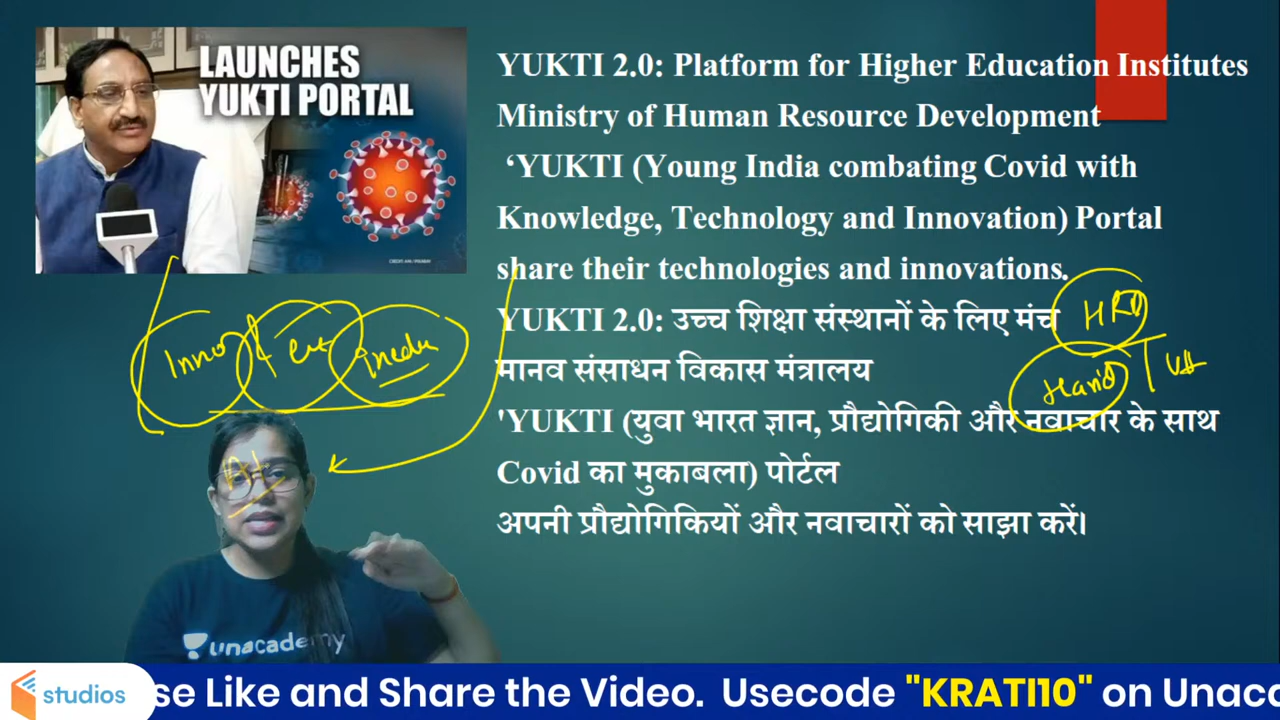 LAUNCHES
YUKTI PORTAL
YUKTI 2.0: Platform for Higher Education Institutes
Ministry of Human Resource Development
‘YUKTI (Young India combating Covid with
Knowledge, Technology and Innovation) Portal
share their technologies and innovations.
YUKTI 2.0: उच्च शिक्षा संस्थानों के लिए मंच
मानव संसाधन विकास मंत्रालय
'YUKTI (युवा भारत ज्ञान, प्रौद्योगिकी और नवाचार के साथ
Covid का मुकाबला) पोर्टल
अपनी प्रौद्योगिकियों और नवाचारों को साझा करें।
HRD
Harid
Inno
unacademy
studios
se Like and Share the Video. Usecode "KRATI10" on Unaca